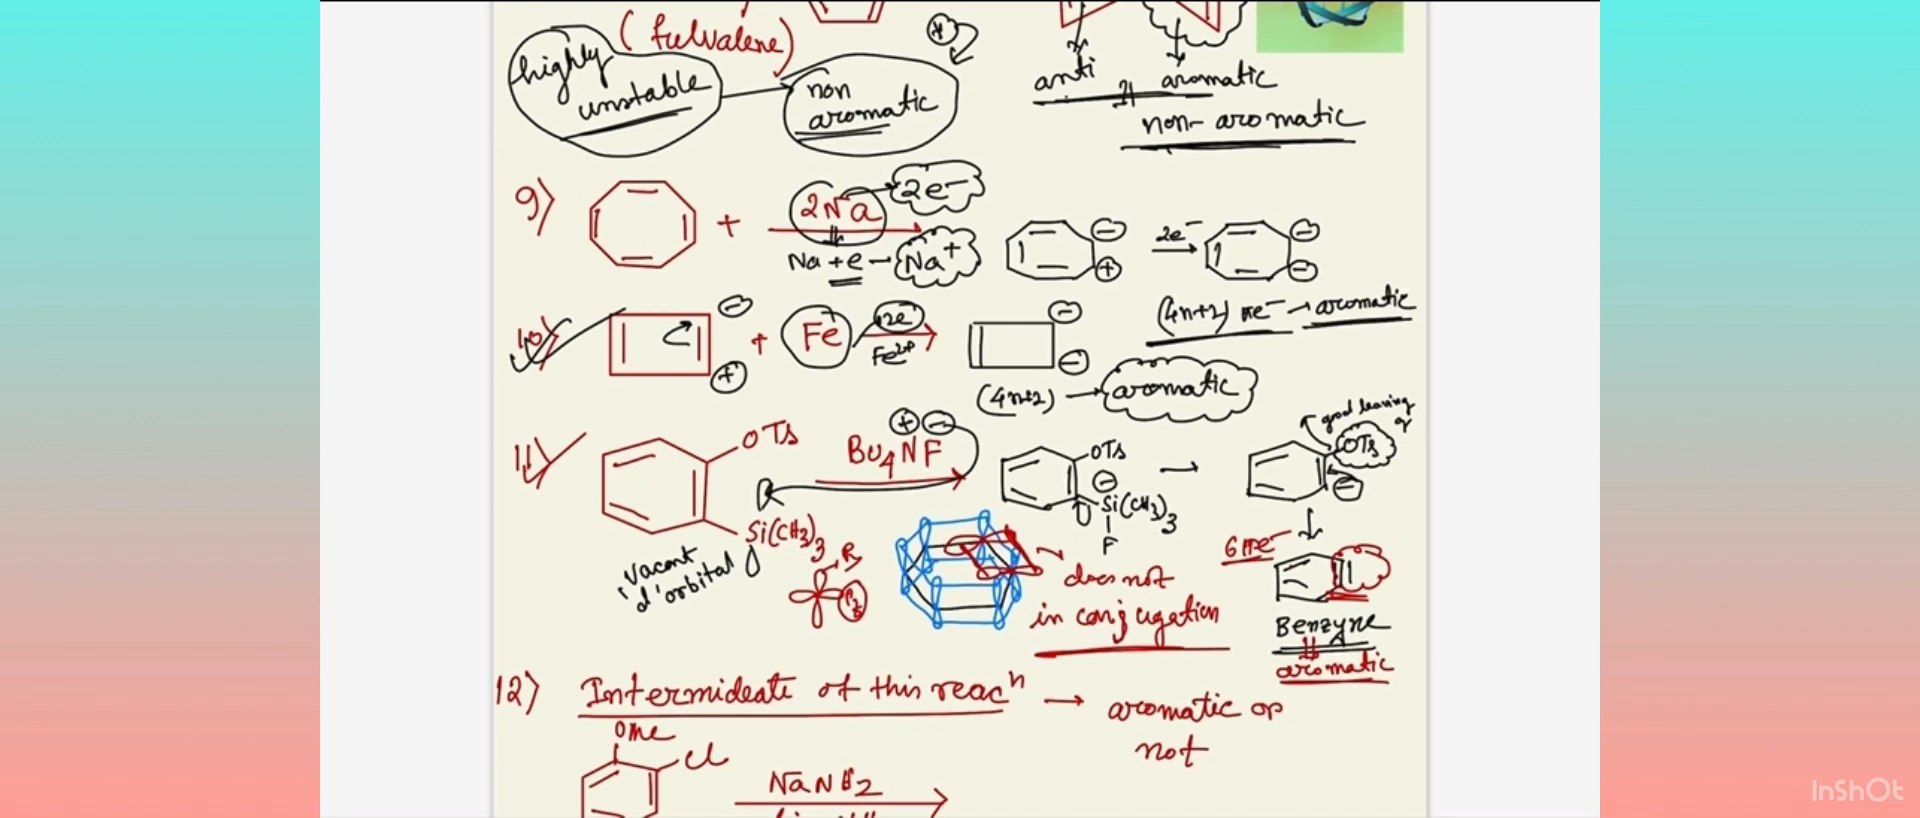 (fulvalene)
highly
unstable
non
aromatic
anti
aromatic
non-aromatic
9)
+
2Na
2e⁻
Na + e → Na⁺
2e⁻
(4n+2) πe⁻ → aromatic
10)
+
Fe
2e⁻
Fe²⁺
(4n+2) → aromatic
11)
OTs
Si(CH3)3
Bu4NF
OTs
Si(CH3)3
F
good leaving
OTs
vacant
'd' orbital
does not
in conjugation
6πe⁻
Benzyne
aromatic
12) Intermideate of this reacⁿ → aromatic or
not
OMe
Cl
InShOt